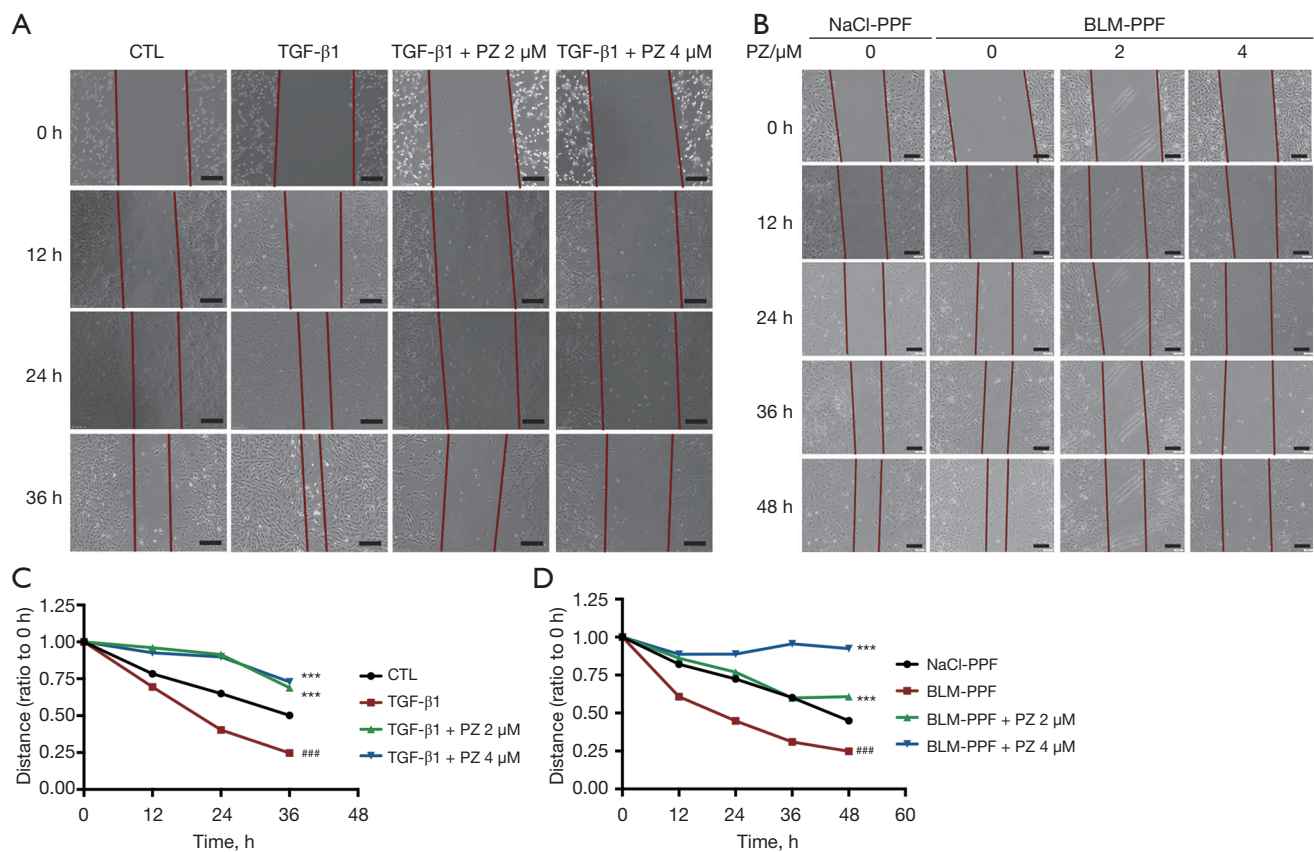 A
CTL TGF-β1 TGF-β1 + PZ 2 μM TGF-β1 + PZ 4 μM
0 h
12 h
24 h
36 h
B
NaCl-PPF BLM-PPF
PZ/μM 0 0 2 4
0 h
12 h
24 h
36 h
48 h
C
Distance (ratio to 0 h)
1.25
1.00
0.75
0.50
0.25
0.00
0 12 24 36 48
Time, h
***
***
###
CTL
TGF-β1
TGF-β1 + PZ 2 μM
TGF-β1 + PZ 4 μM
D
Distance (ratio to 0 h)
1.25
1.00
0.75
0.50
0.25
0.00
0 12 24 36 48 60
Time, h
***
***
###
NaCl-PPF
BLM-PPF
BLM-PPF + PZ 2 μM
BLM-PPF + PZ 4 μM